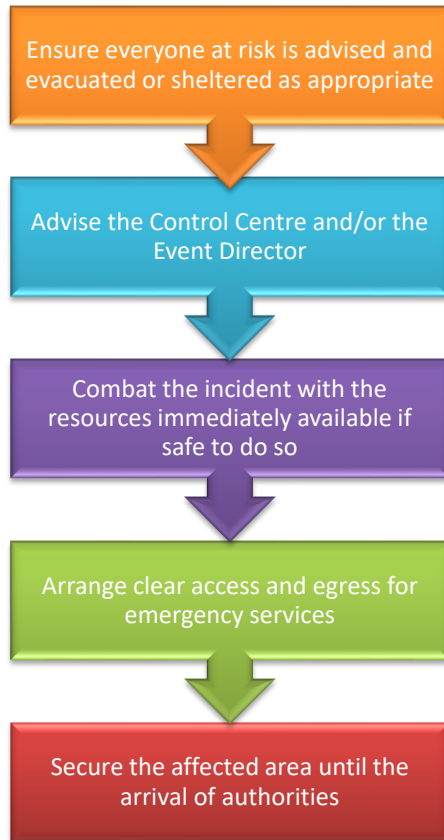 Ensure everyone at risk is advised and
evacuated or sheltered as appropriate
Advise the Control Centre and/or the
Event Director
Combat the incident with the
resources immediately available if
safe to do so
Arrange clear access and egress for
emergency services
Secure the affected area until the
arrival of authorities